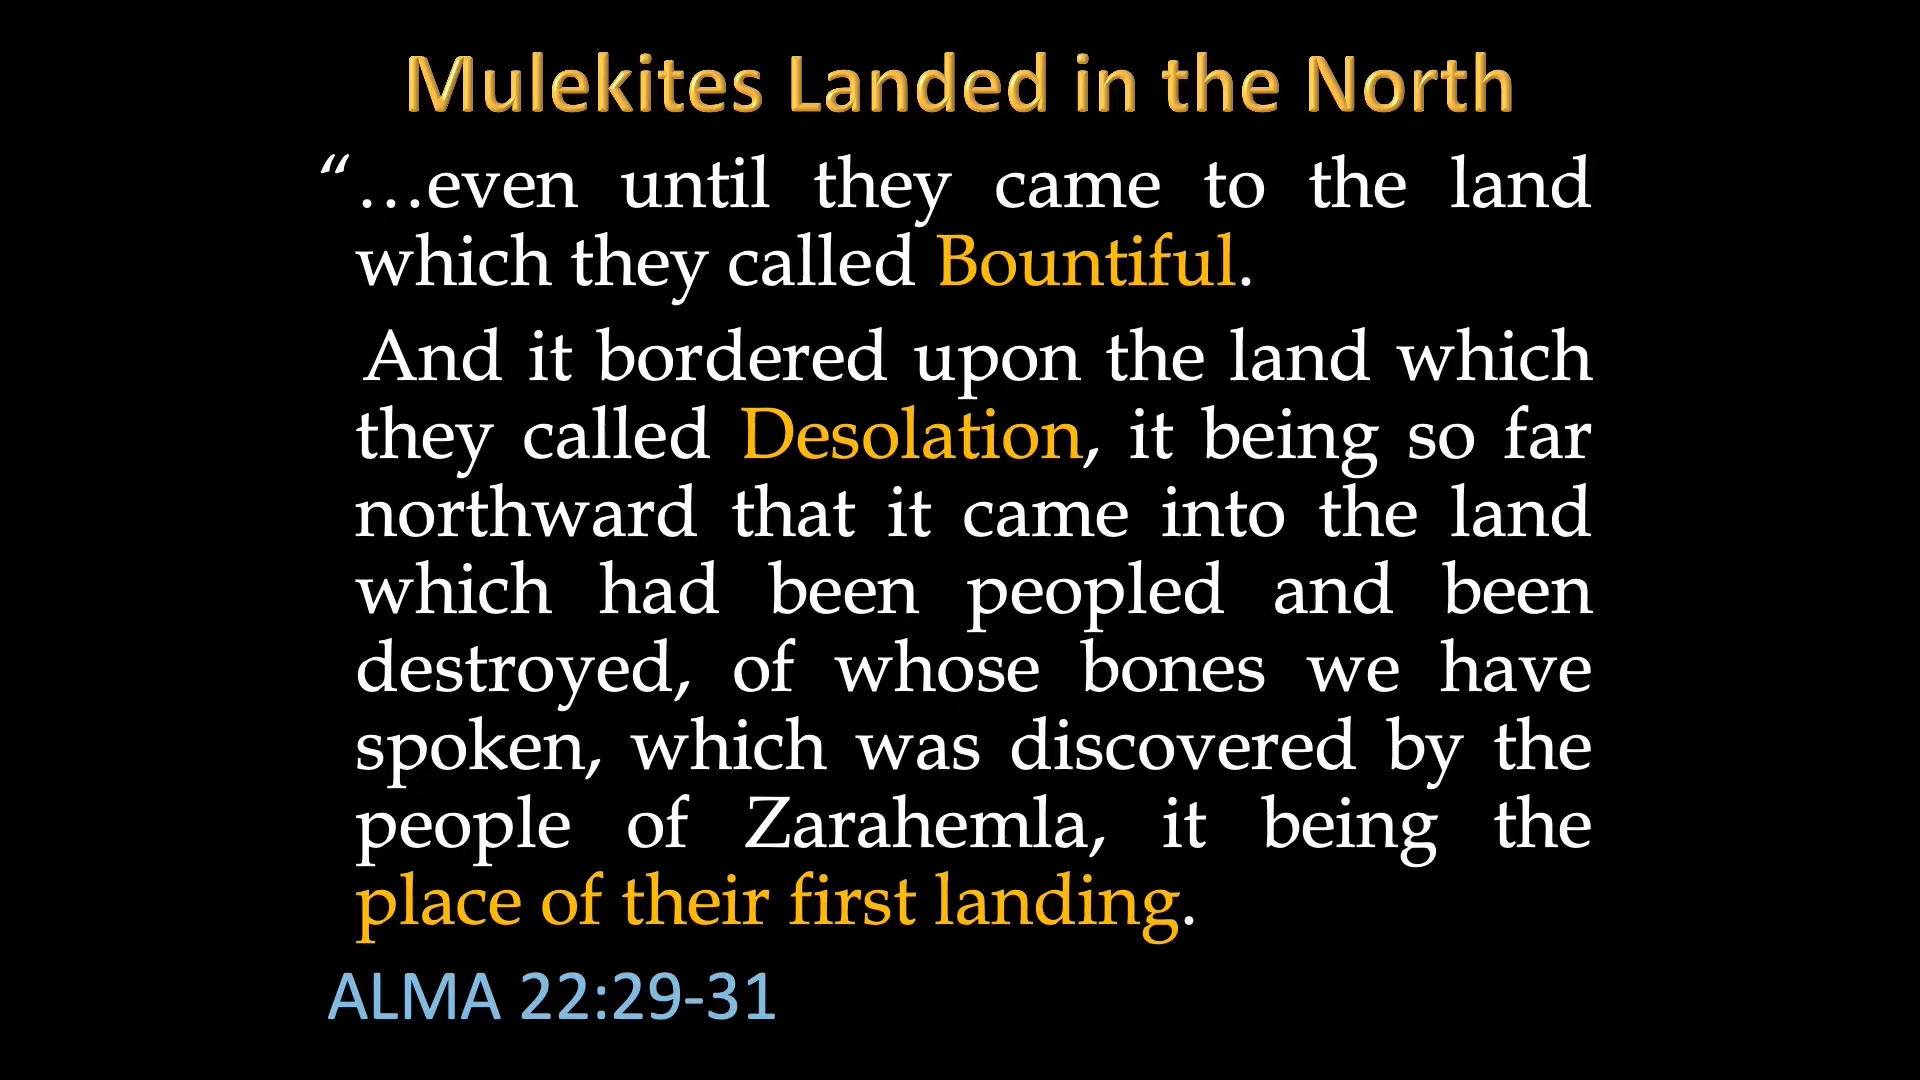 Mulekites Landed in the North
“…even until they came to the land
which they called Bountiful.
And it bordered upon the land which
they called Desolation, it being so far
northward that it came into the land
which had been peopled and been
destroyed, of whose bones we have
spoken, which was discovered by the
people of Zarahemla, it being the
place of their first landing.
ALMA 22:29-31